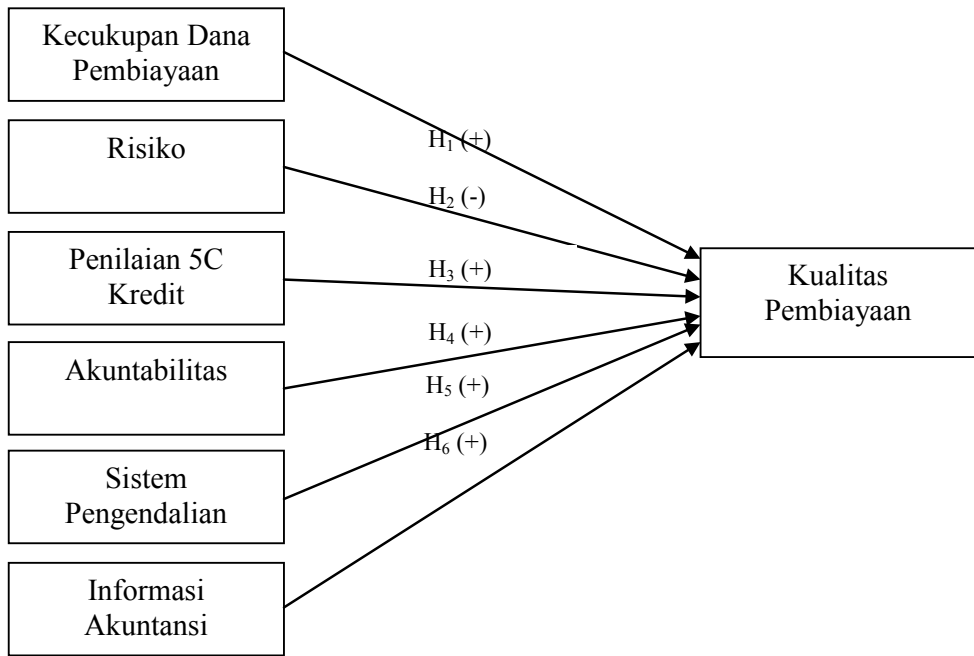 Kecukupan Dana
Pembiayaan
Risiko
Penilaian 5C
Kredit
Akuntabilitas
Sistem
Pengendalian
Informasi
Akuntansi
H₁ (+)
H₂ (-)
H₃ (+)
H₄ (+)
H₅ (+)
H₆ (+)
Kualitas
Pembiayaan